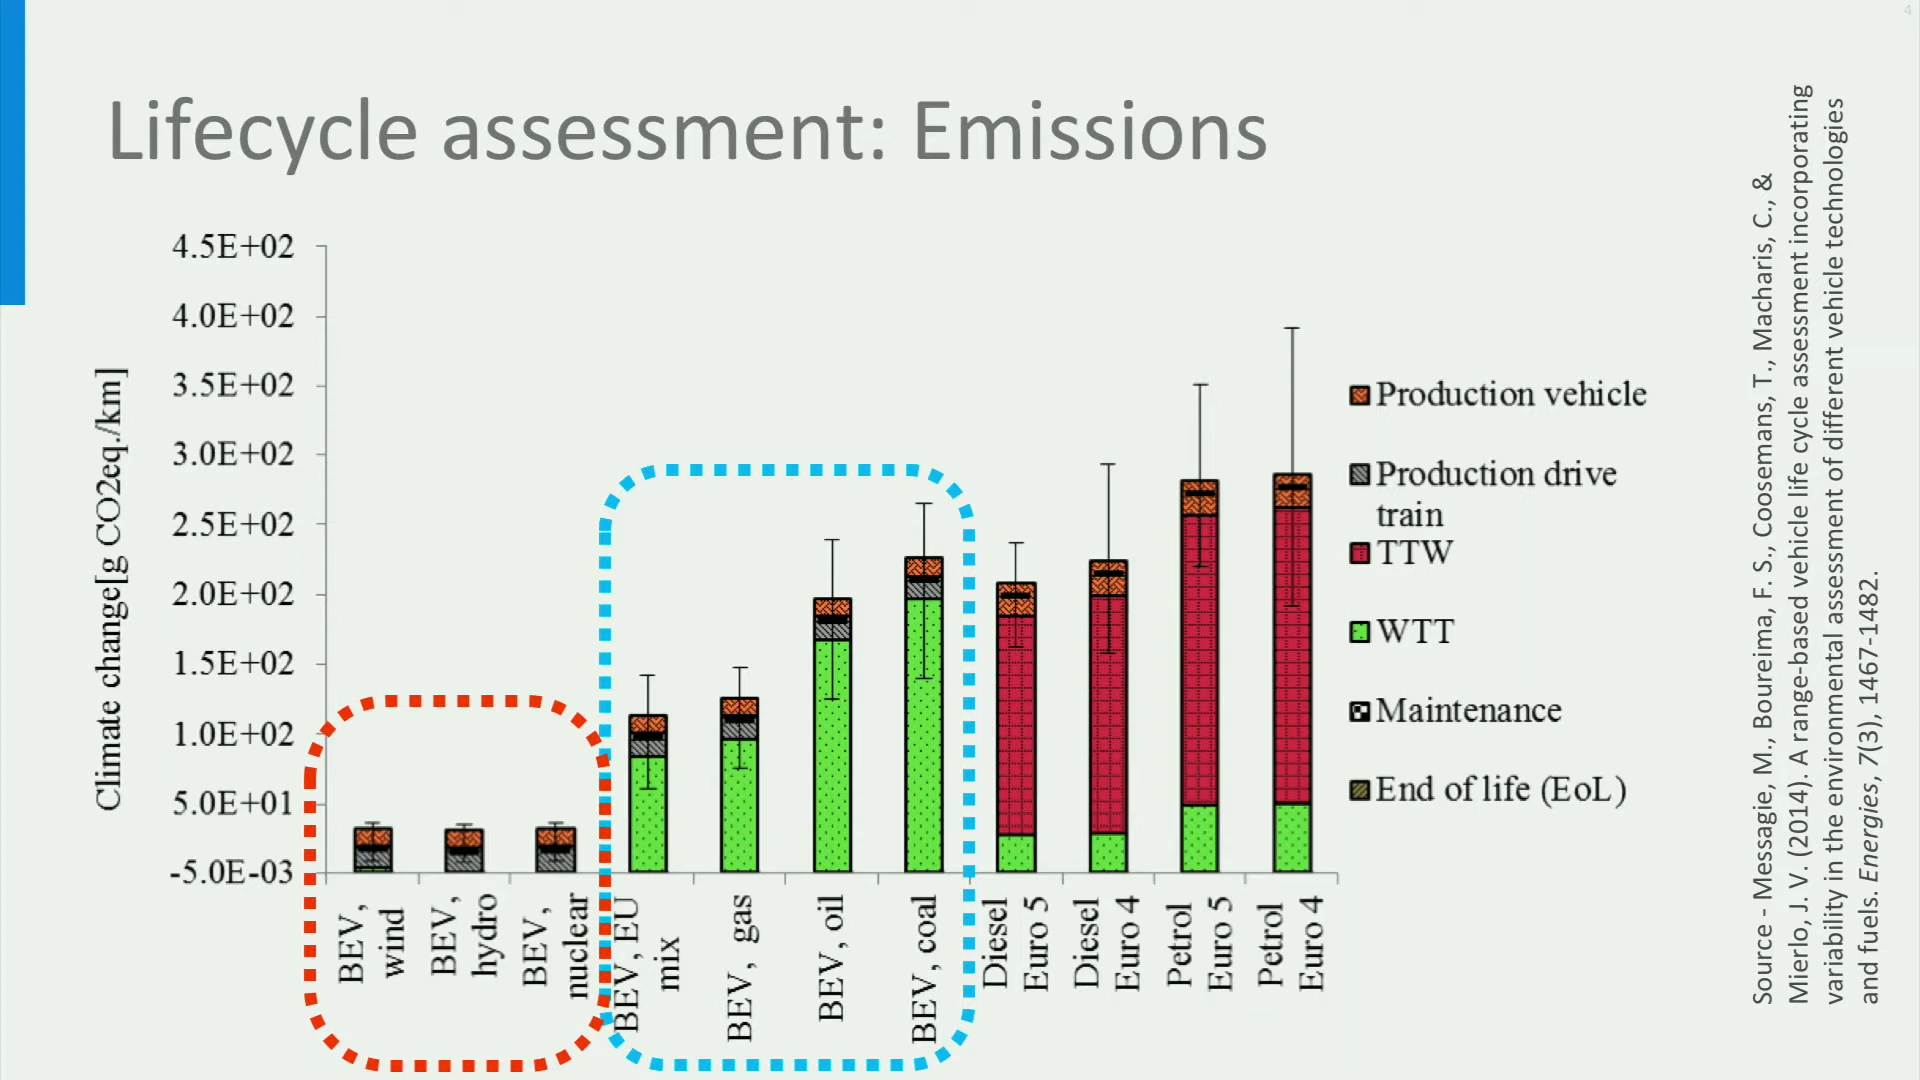 4
Lifecycle assessment: Emissions
Climate change[g CO2eq./km]
4.5E+02
4.0E+02
3.5E+02
3.0E+02
2.5E+02
2.0E+02
1.5E+02
1.0E+02
5.0E+01
-5.0E-03
BEV,
wind
BEV,
hydro
BEV,
nuclear
BEV, EU
mix
BEV, gas
BEV, oil
BEV, coal
Diesel
Euro 5
Diesel
Euro 4
Petrol
Euro 5
Petrol
Euro 4
Production vehicle
Production drive
train
TTW
WTT
Maintenance
End of life (EoL)
Source - Messagie, M., Boureima, F. S., Coosemans, T., Macharis, C., &
Mierlo, J. V. (2014). A range-based vehicle life cycle assessment incorporating
variability in the environmental assessment of different vehicle technologies
and fuels. Energies, 7(3), 1467-1482.